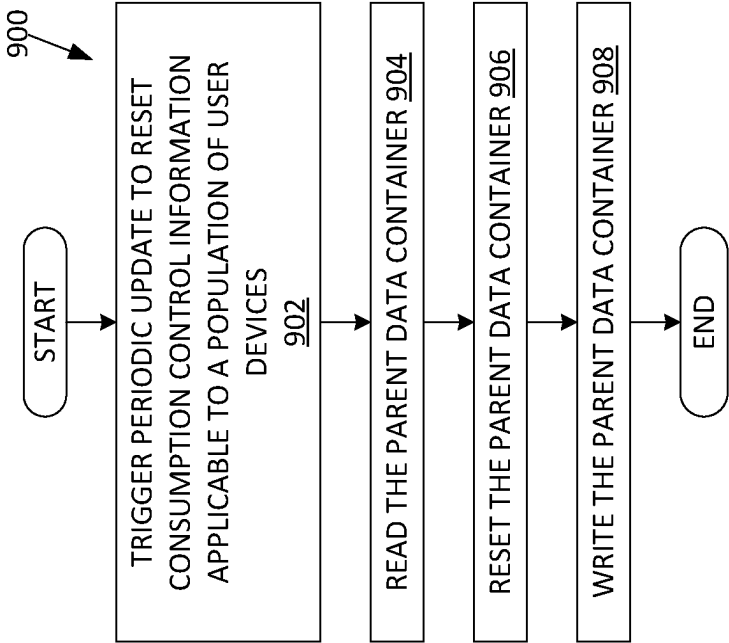 900
START
TRIGGER PERIODIC UPDATE TO RESET
CONSUMPTION CONTROL INFORMATION
APPLICABLE TO A POPULATION OF USER
DEVICES
902
READ THE PARENT DATA CONTAINER 904
RESET THE PARENT DATA CONTAINER 906
WRITE THE PARENT DATA CONTAINER 908
END